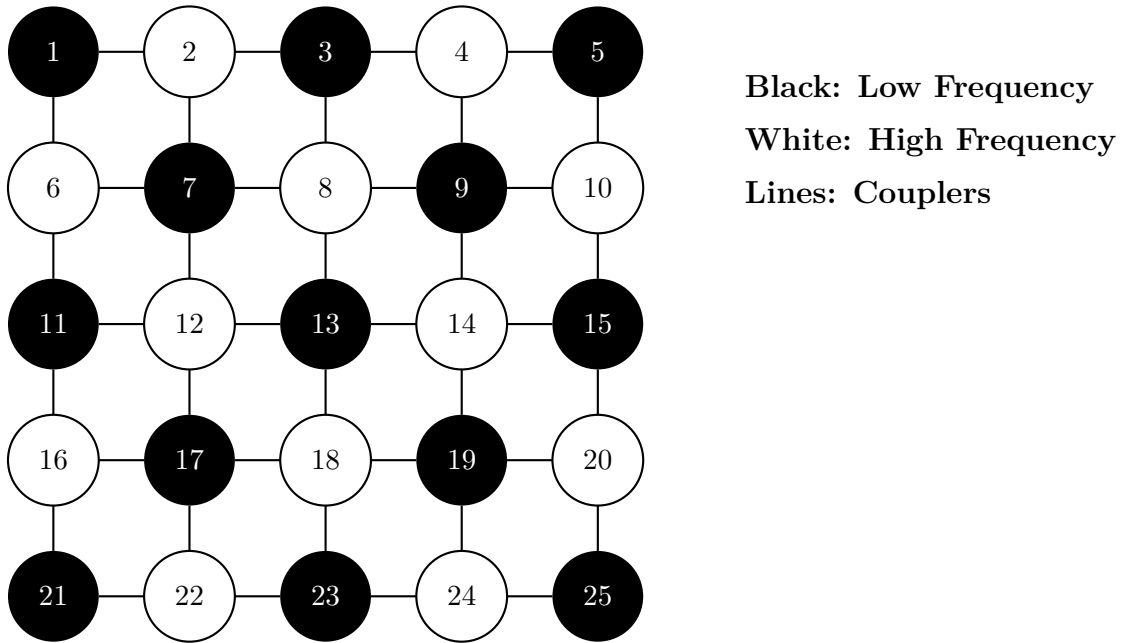 1 2 3 4 5
Black: Low Frequency
White: High Frequency
6 7 8 9 10
Lines: Couplers
11 12 13 14 15
16 17 18 19 20
21 22 23 24 25